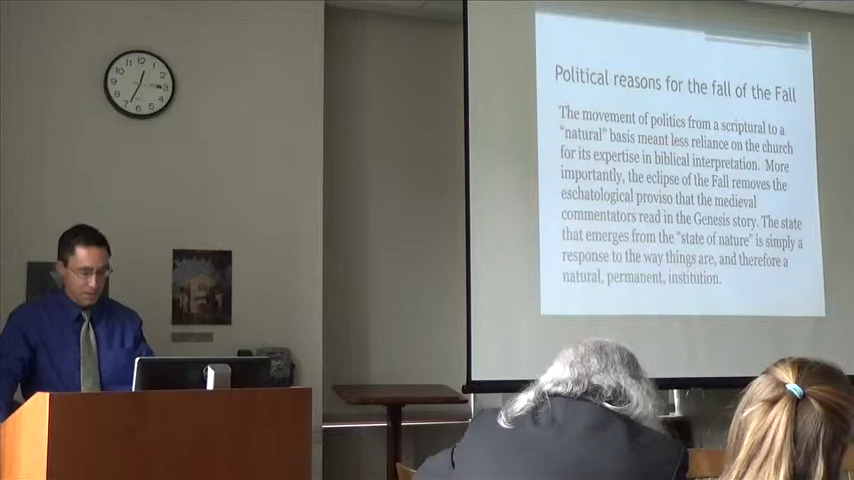 Political reasons for the fall of the Fall
The movement of politics from a scriptural to a
“natural” basis meant less reliance on the church
for its expertise in biblical interpretation. More
importantly, the eclipse of the Fall removes the
eschatological proviso that the medieval
commentators read in the Genesis story. The state
that emerges from the “state of nature” is simply a
response to the way things are, and therefore a
natural, permanent, institution.